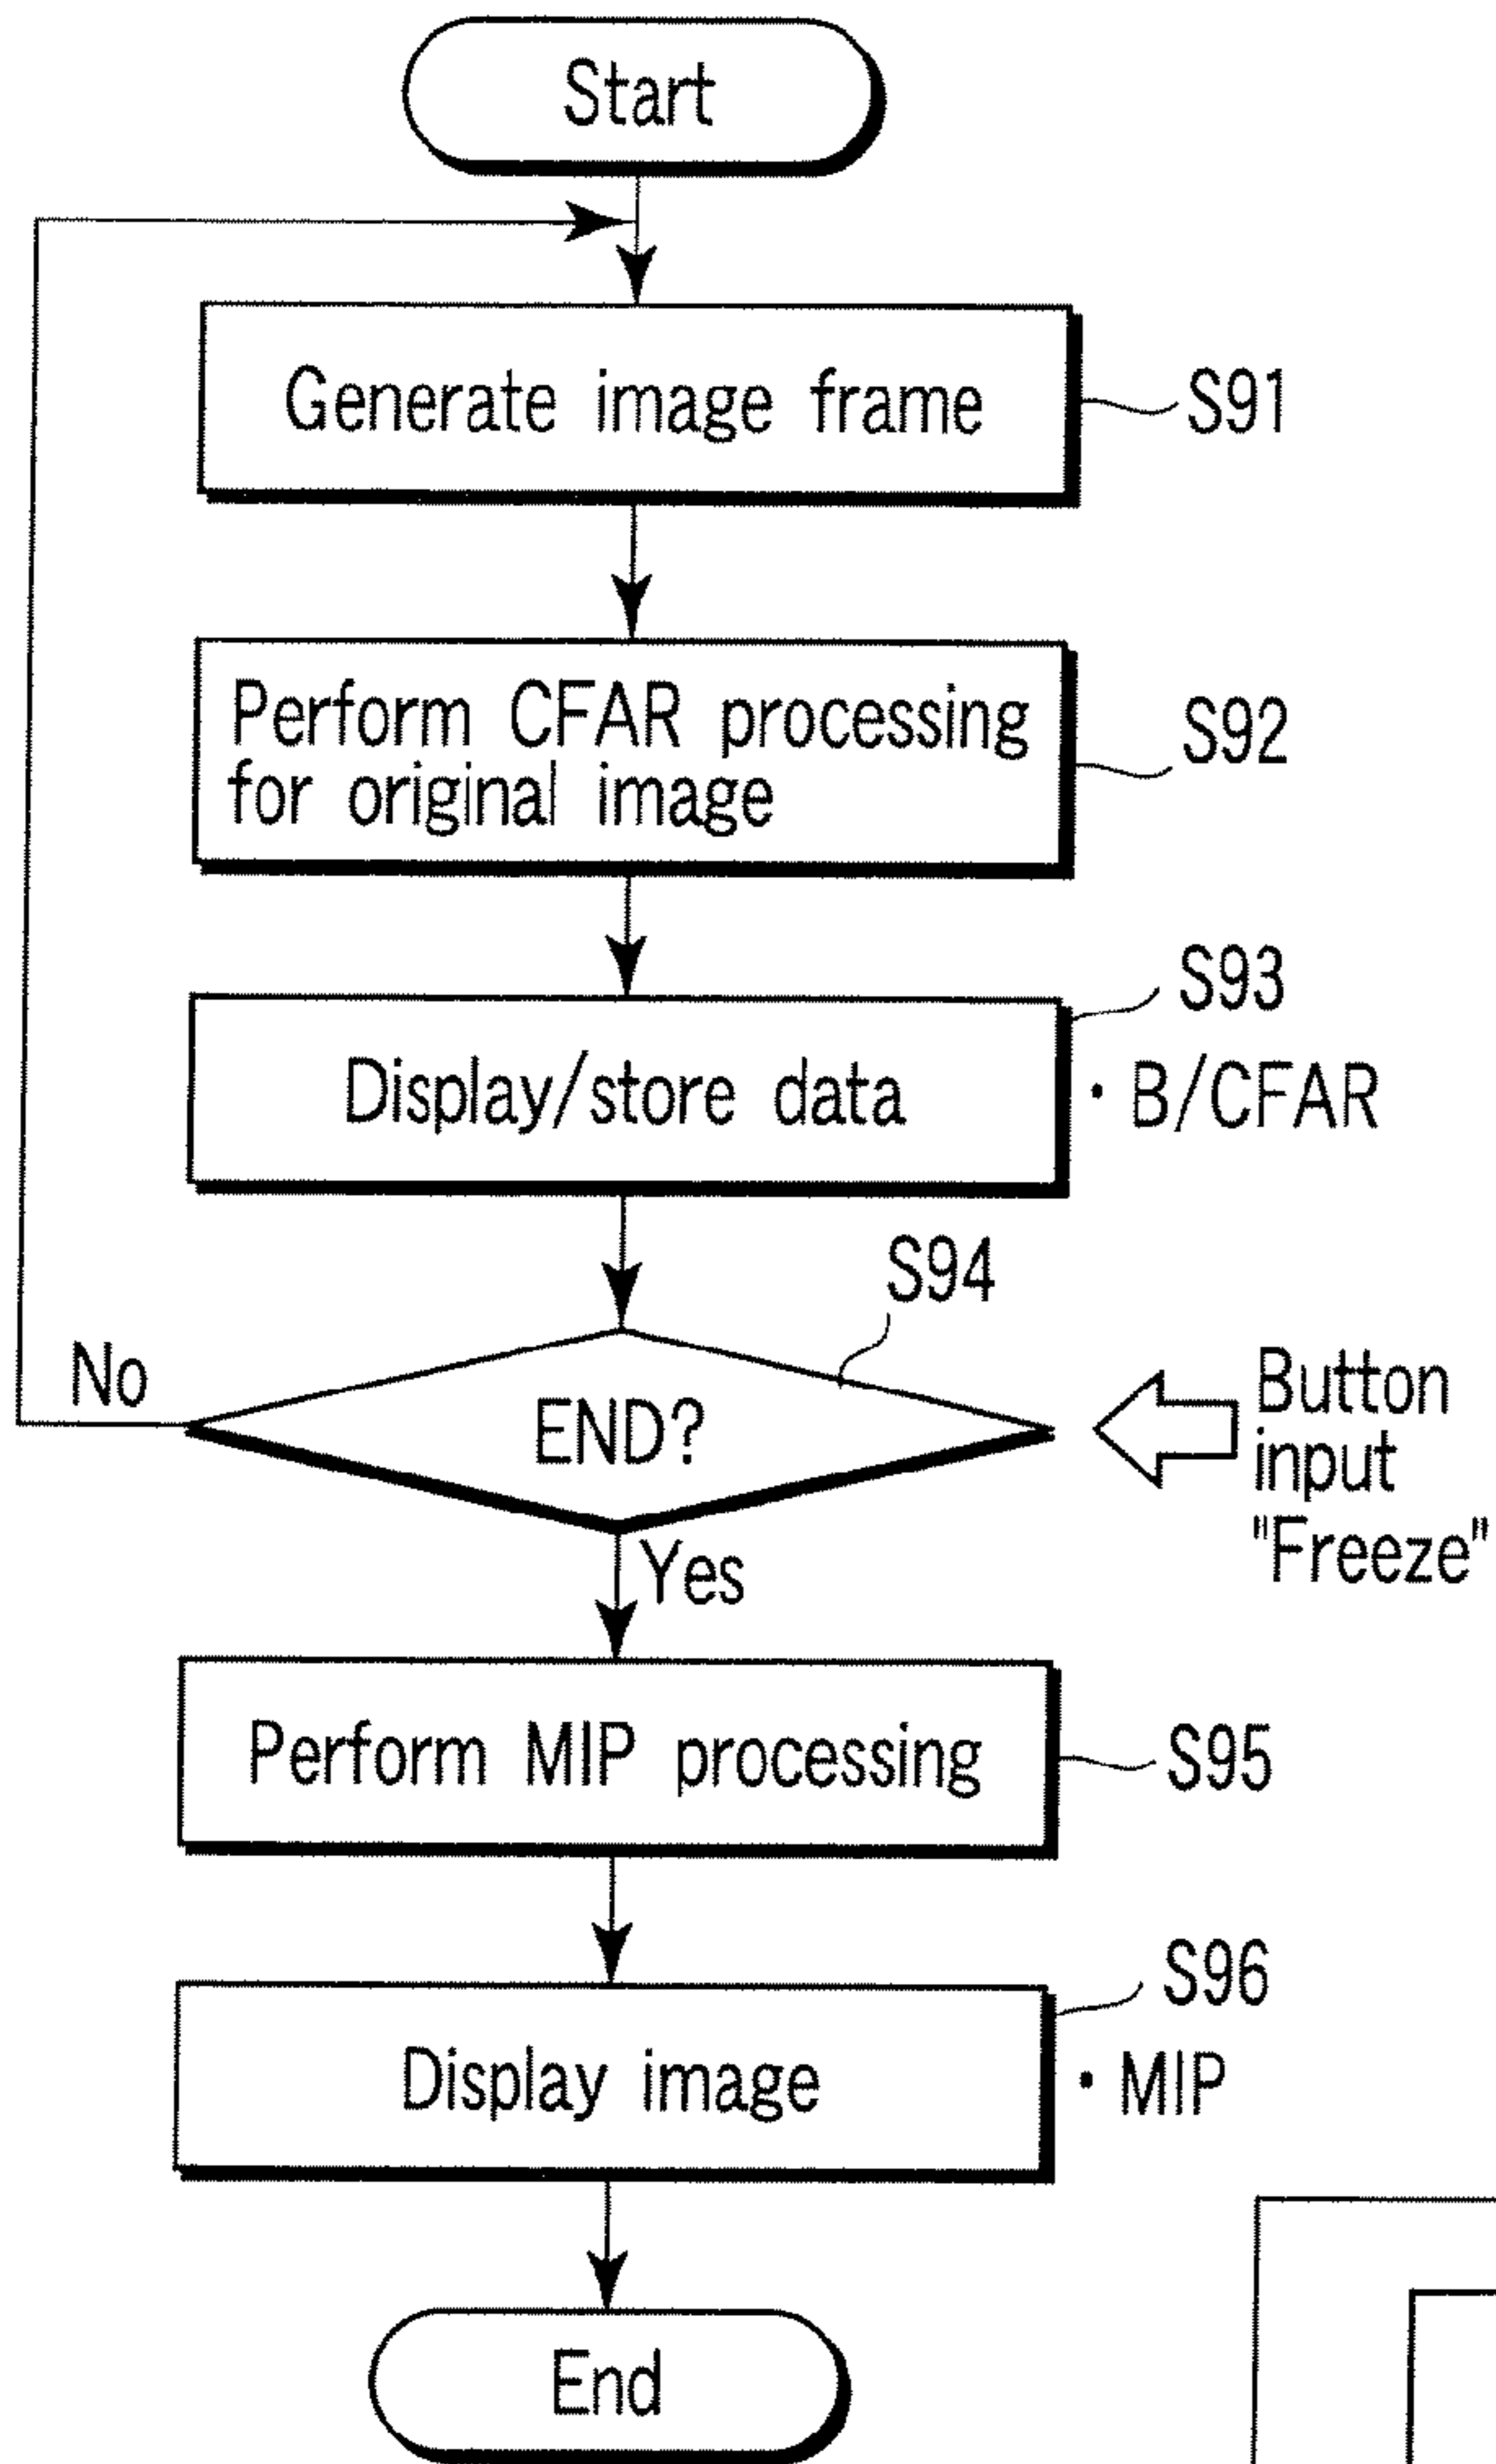 Start
Generate image frame
S91
Perform CFAR processing
for original image
S92
S93
Display/store data
· B/CFAR
S94
No
END?
Button
input
"Freeze"
Yes
Perform MIP processing
S95
S96
Display image
· MIP
End